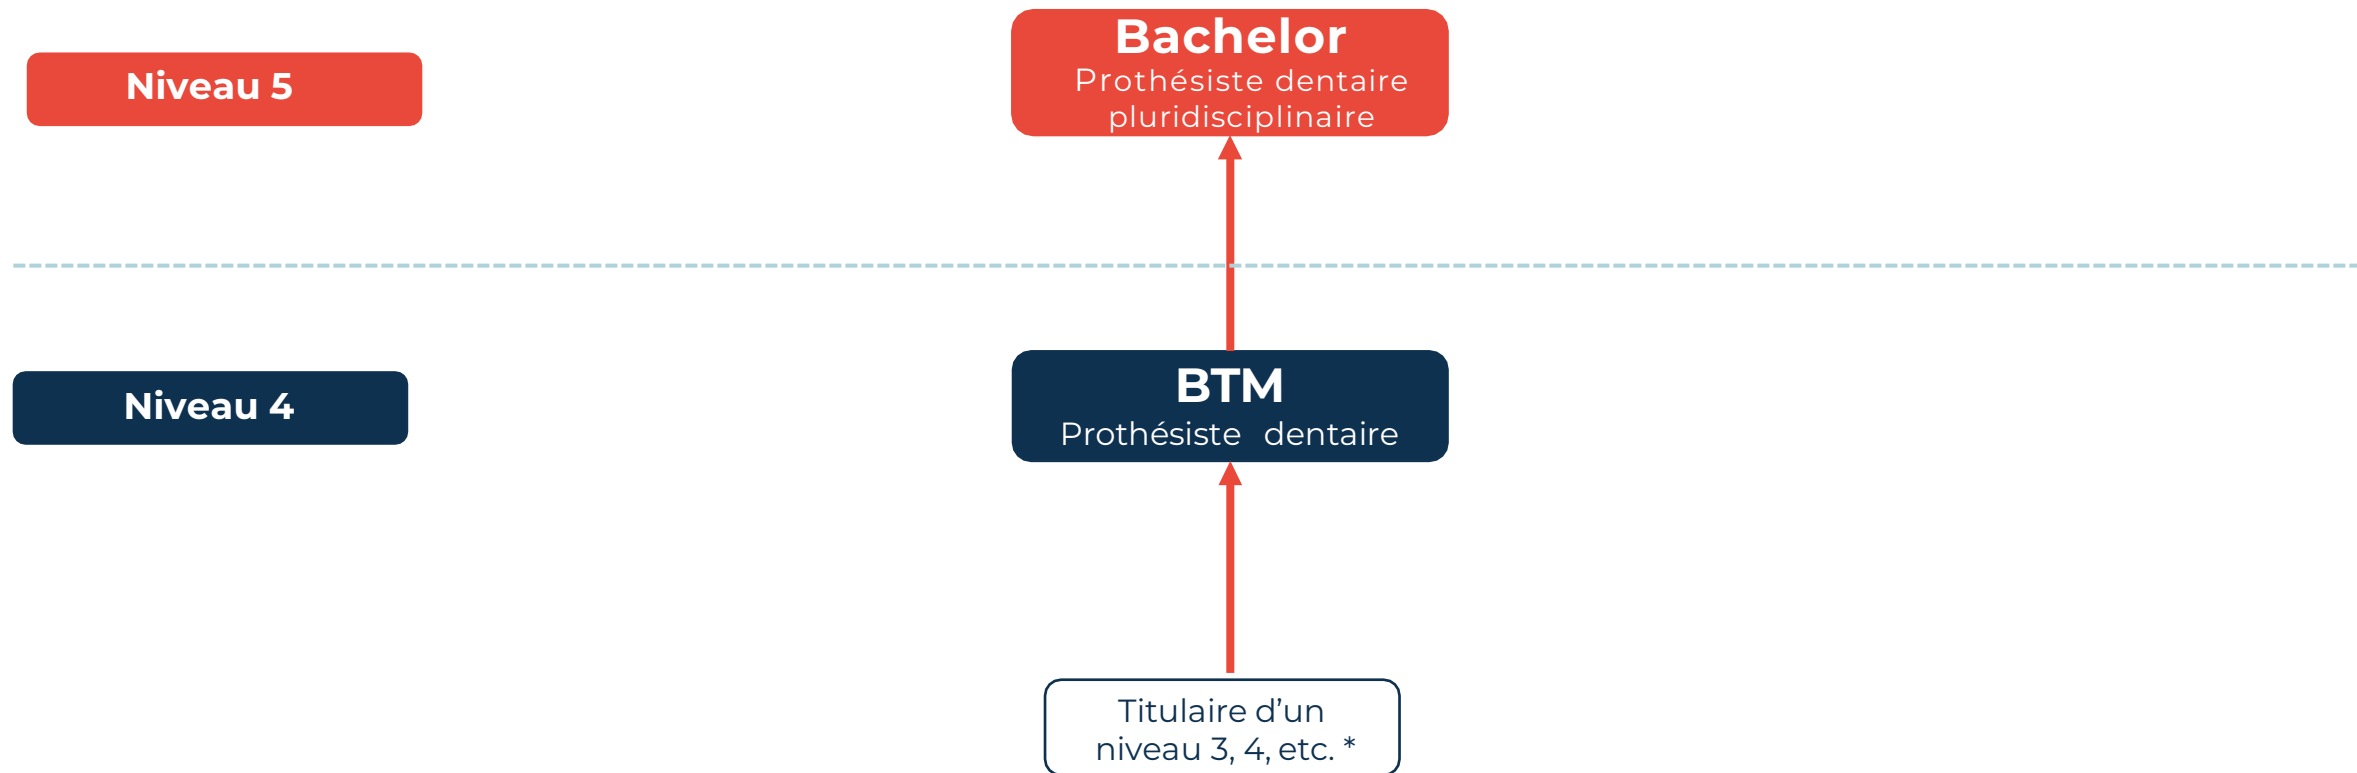 Bachelor
Niveau 5
Prothésiste dentaire
pluridisciplinaire
BTM
Niveau 4
Prothésiste dentaire
Titulaire d’un
niveau 3, 4, etc. *